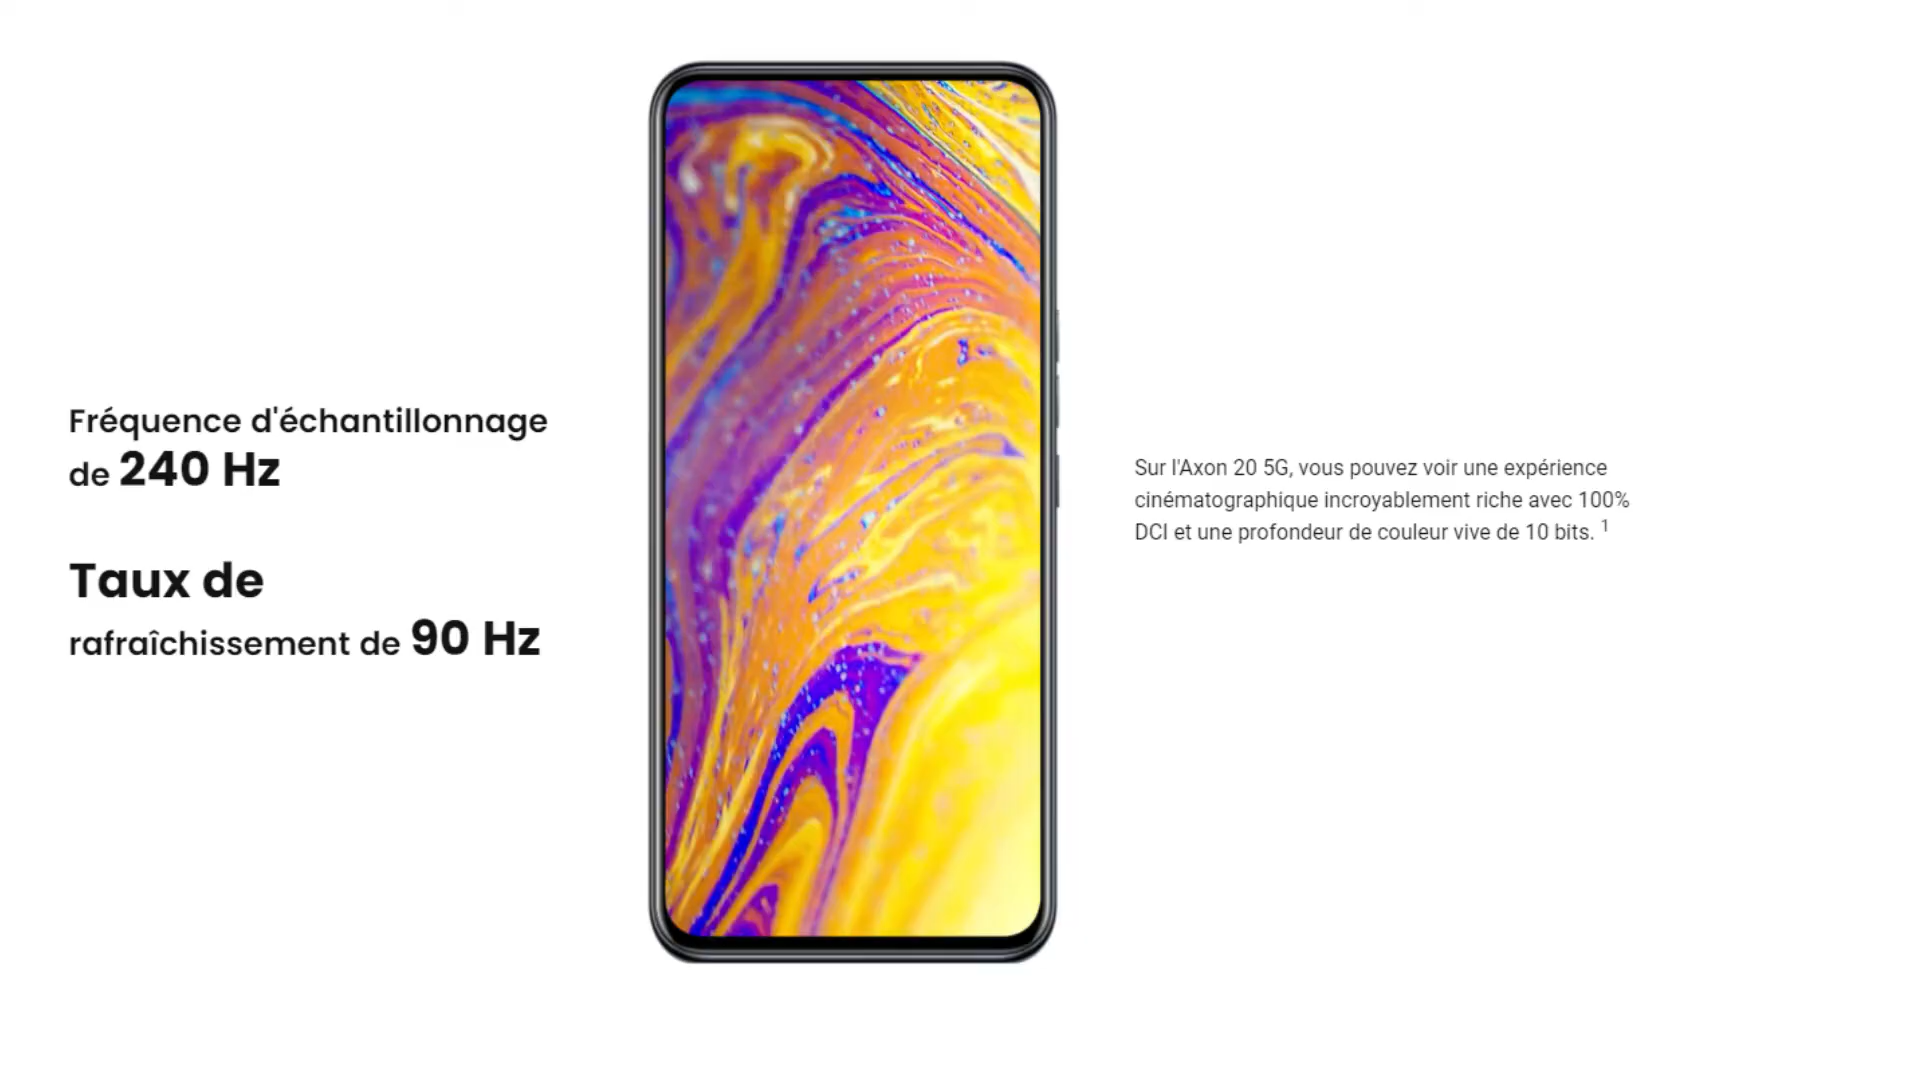 Fréquence d'échantillonnage
de 240 Hz
Taux de
rafraîchissement de 90 Hz
Sur l'Axon 20 5G, vous pouvez voir une expérience
cinématographique incroyablement riche avec 100%
DCI et une profondeur de couleur vive de 10 bits. 1